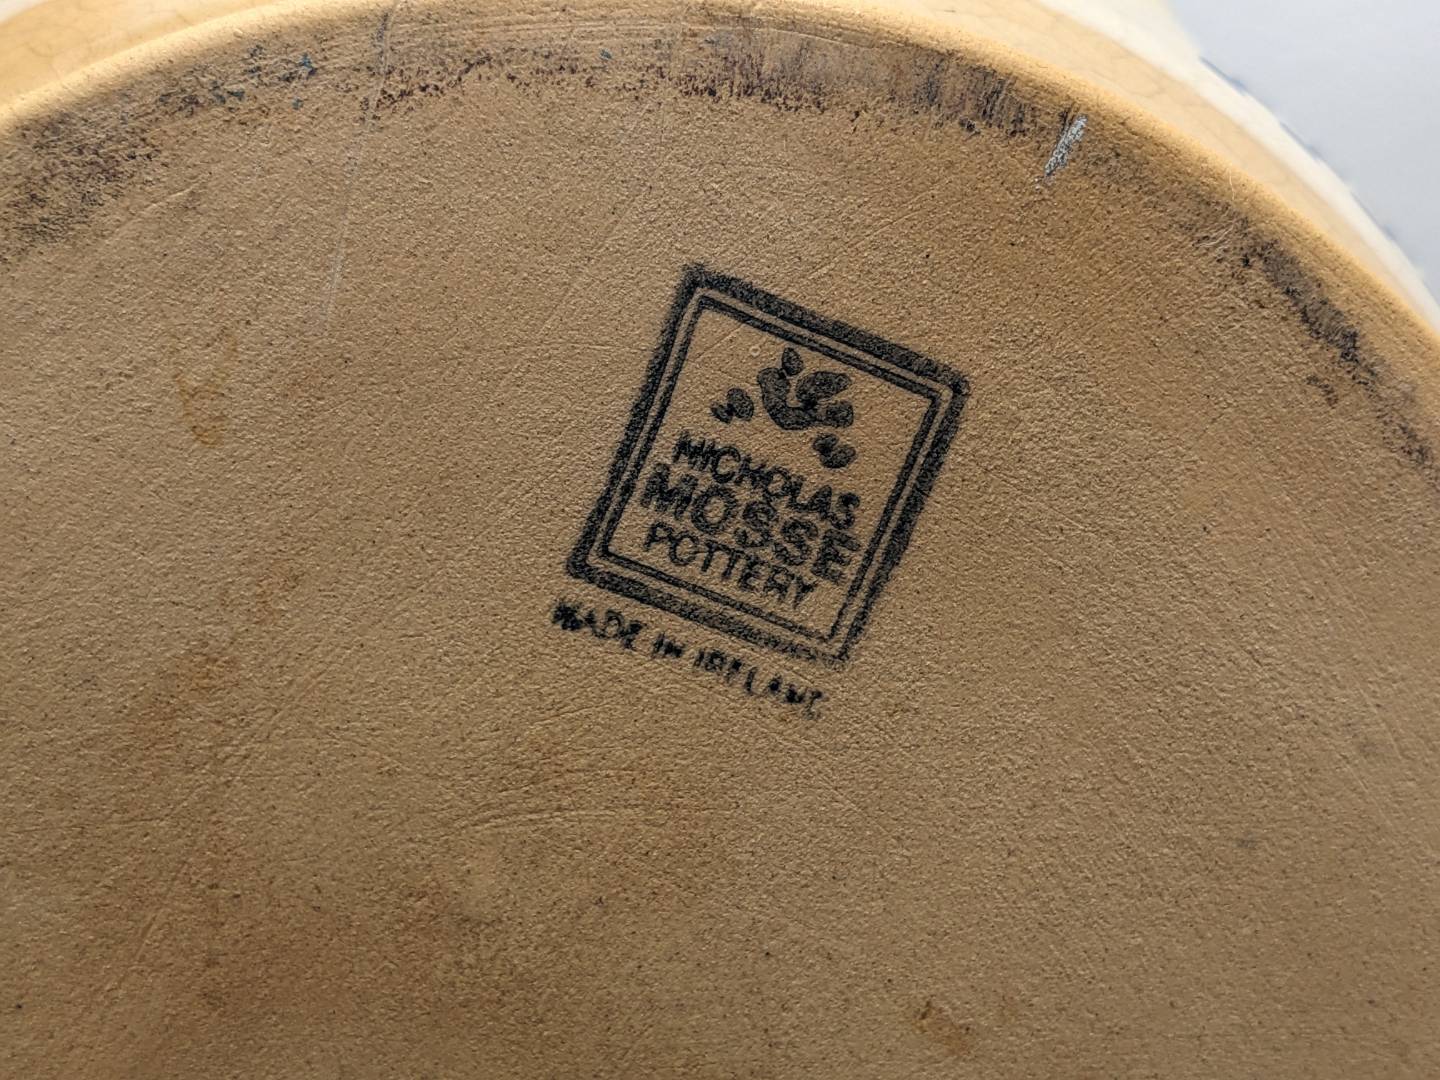 NICHOLAS
MOSSE
POTTERY
MADE IN IRELAND